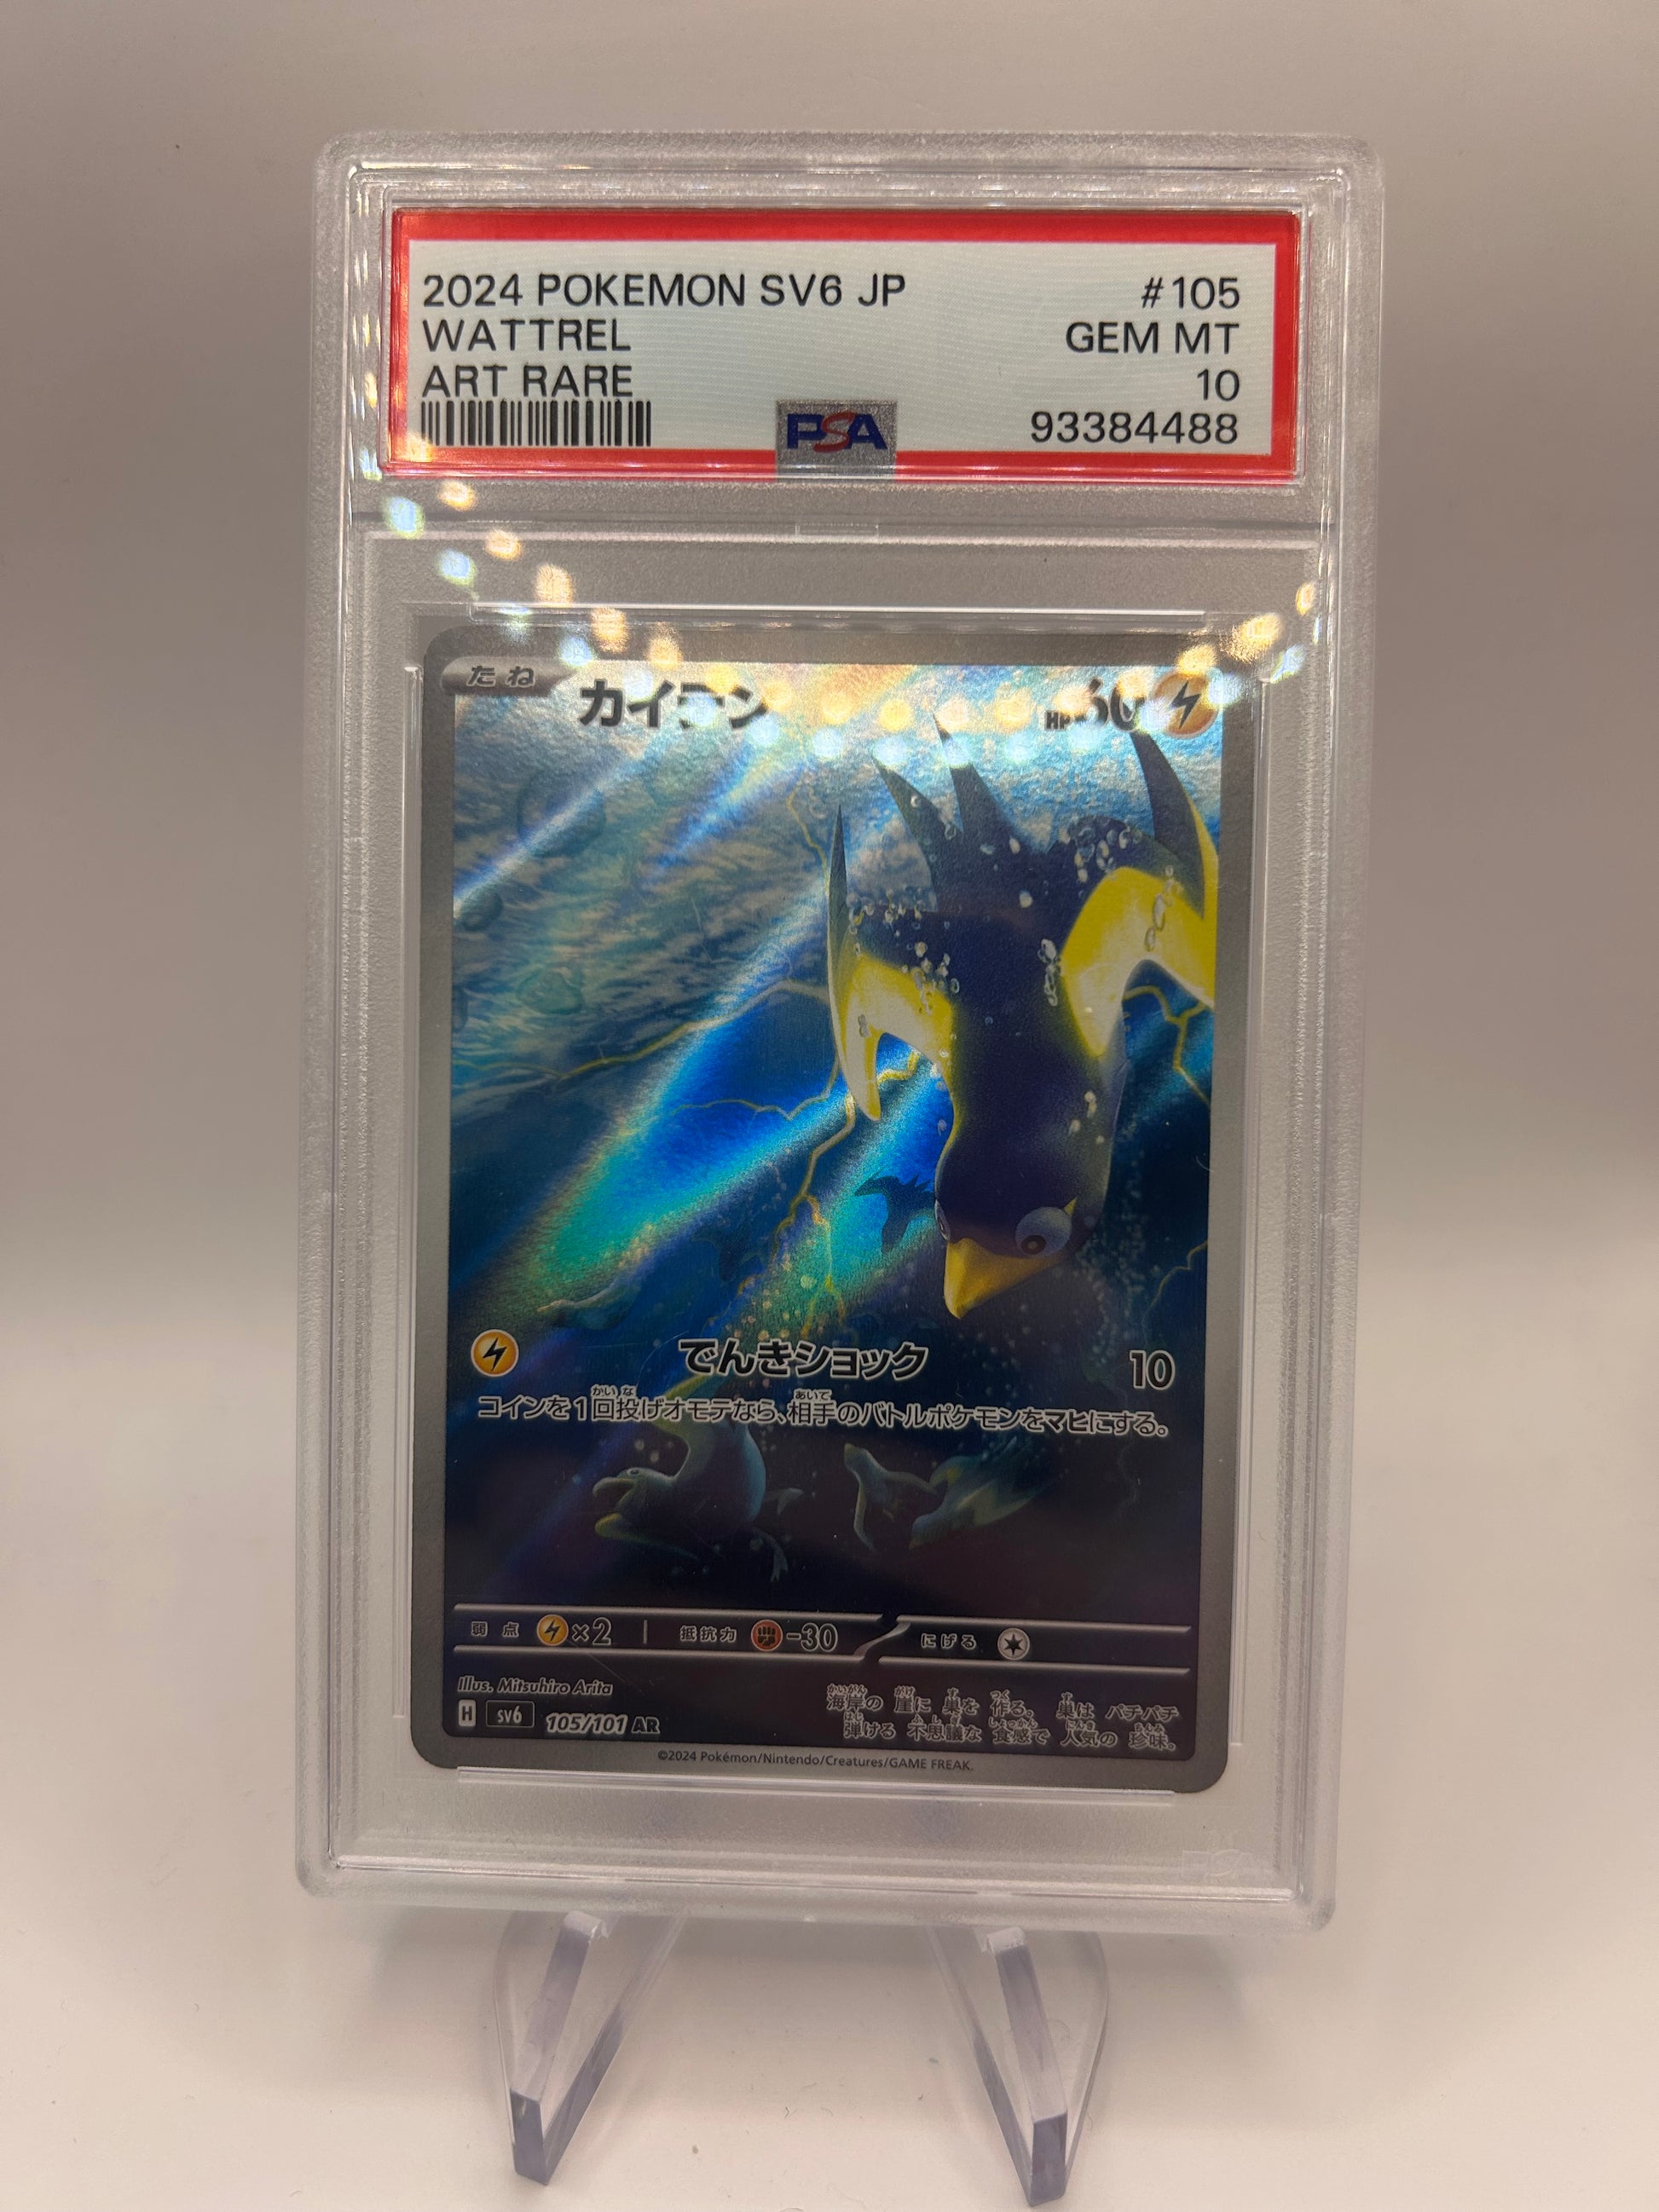 2024 POKEMON SV6 JP #105
WATTREL GEM MT
ART RARE 10
PSA 93384488
たね カイデン HP60
でんきショック 10
コインを1回投げオモテなら、相手のバトルポケモンをマヒにする。
弱点 ×2 抵抗力 -30 にげる
Illus. Mitsuhiro Arita
海岸の 崖に 巣を 作る。 巣は パチパチ
H sv6 105/101 AR
弾ける 不思議な 食感で 人気の 珍味。
©2024 Pokémon/Nintendo/Creatures/GAME FREAK.